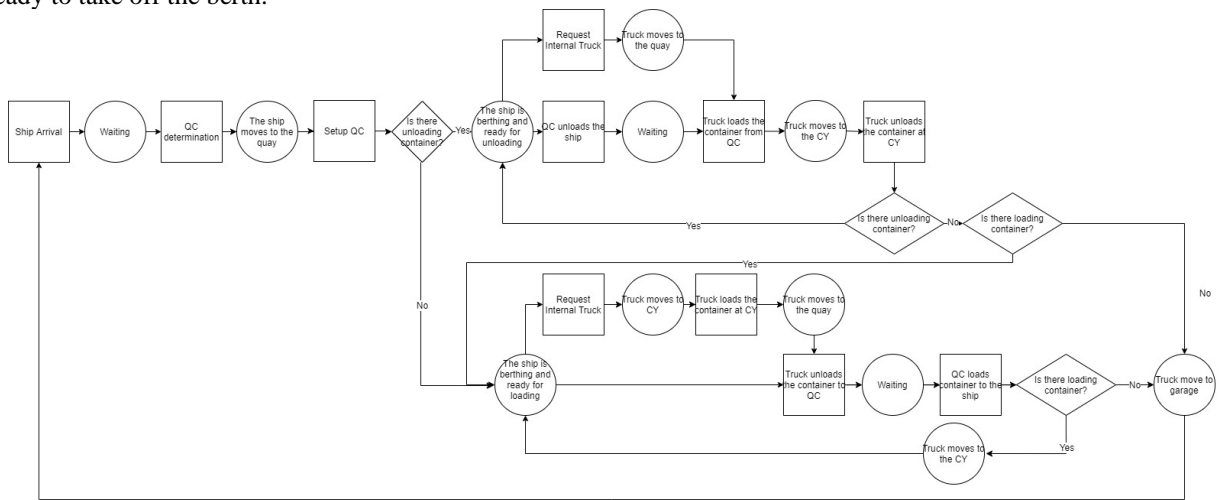 eady to take off the berth.
Request
Internal Truck
Truck moves to
the quay
Ship Arrival
Waiting
QC
determination
The ship
moves to the
quay
Setup QC
Is there
unloading
container?
Yes
The ship is
berthing and
ready for
unloading
QC unloads the
ship
Waiting
Truck loads the
container from
QC
Truck moves to
the CY
Truck unloads
the container at
CY
Is there unloading
container?
No
Is there loading
container?
Yes
Yes
No
No
Request
Internal Truck
Truck moves to
CY
Truck loads the
container at CY
Truck moves to
the quay
The ship is
berthing and
ready for
loading
Truck unloads
the container to
QC
Waiting
QC loads
container to the
ship
Is there loading
container?
No
Truck move to
garage
Yes
Truck moves to
the CY